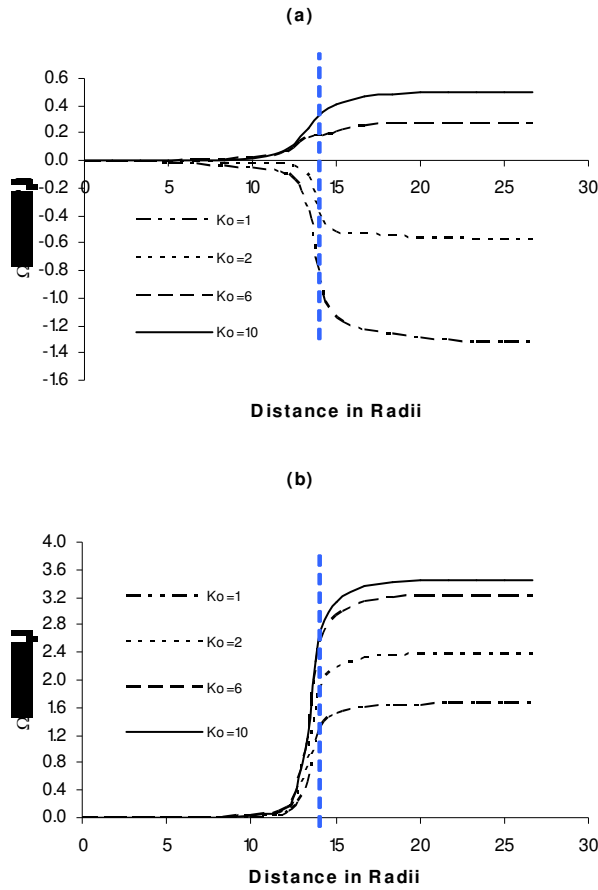 (a)
0.6
0.4
0.2
0.0
-0.2
-0.4
-0.6
-0.8
-1.0
-1.2
-1.4
-1.6
0 5 10 15 20 25 30
Ω
Ko=1
Ko=2
Ko=6
Ko=10
Distance in Radii
(b)
4.0
3.6
3.2
2.8
2.4
2.0
1.6
1.2
0.8
0.4
0.0
0 5 10 15 20 25 30
Ω
Ko=1
Ko=2
Ko=6
Ko=10
Distance in Radii